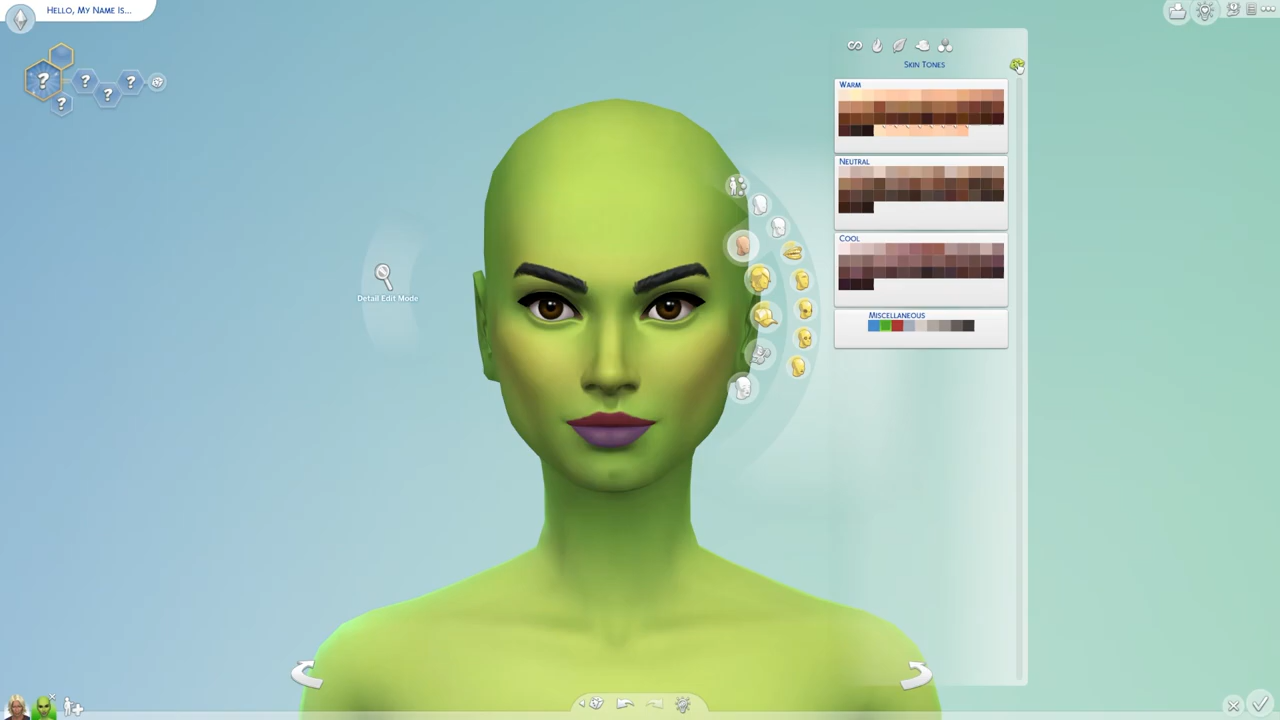 Hello, My Name Is...
Skin Tones
Warm
Neutral
Cool
Detail Edit Mode
Miscellaneous